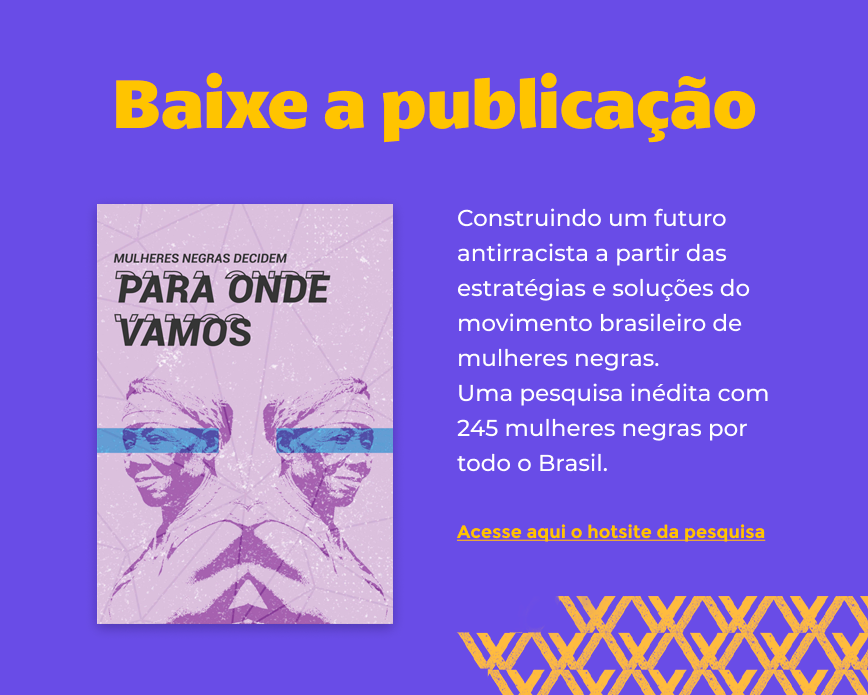 Baixe a publicação
MULHERES NEGRAS DECIDEM
PARA ONDE
VAMOS
Construindo um futuro
antirracista a partir das
estratégias e soluções do
movimento brasileiro de
mulheres negras.
Uma pesquisa inédita com
245 mulheres negras por
todo o Brasil.
Acesse aqui o hotsite da pesquisa